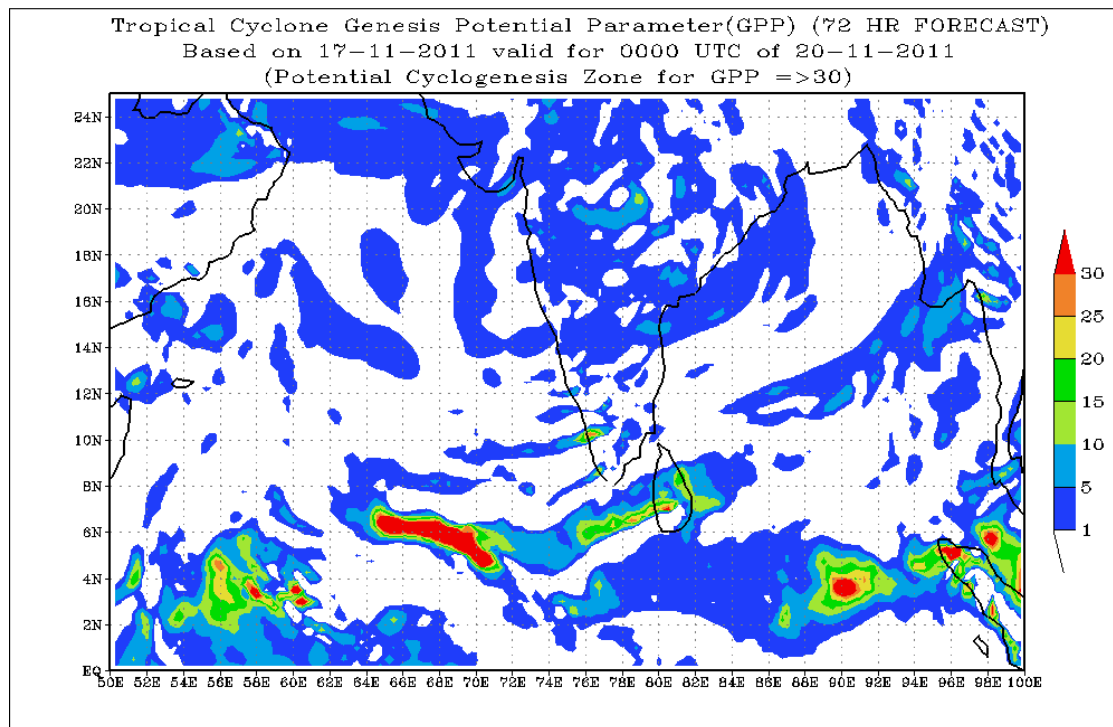 Tropical Cyclone Genesis Potential Parameter(GPP) (72 HR FORECAST)
Based on 17-11-2011 valid for 0000 UTC of 20-11-2011
(Potential Cyclogenesis Zone for GPP =>30)
24N
22N
20N
18N
16N
14N
12N
10N
8N
6N
4N
2N
EQ
50E 52E 54E 56E 58E 60E 62E 64E 66E 68E 70E 72E 74E 76E 78E 80E 82E 84E 86E 88E 90E 92E 94E 96E 98E 100E
30
25
20
15
10
5
1